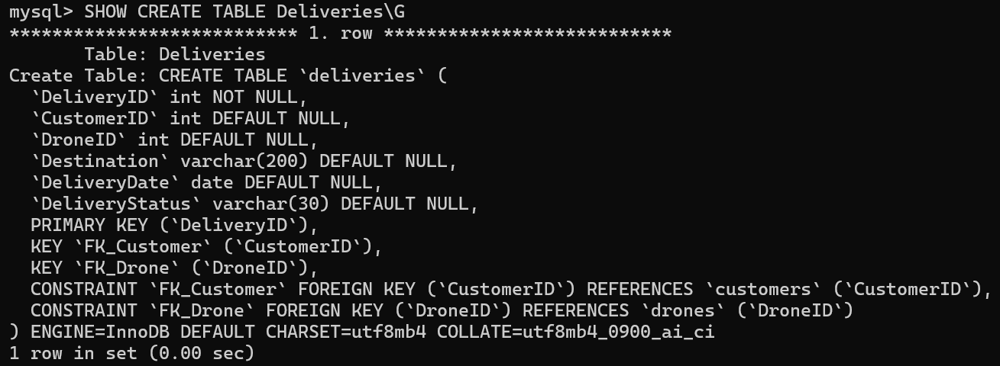 mysql> SHOW CREATE TABLE Deliveries\G
*************************** 1. row ***************************
       Table: Deliveries
Create Table: CREATE TABLE `deliveries` (
  `DeliveryID` int NOT NULL,
  `CustomerID` int DEFAULT NULL,
  `DroneID` int DEFAULT NULL,
  `Destination` varchar(200) DEFAULT NULL,
  `DeliveryDate` date DEFAULT NULL,
  `DeliveryStatus` varchar(30) DEFAULT NULL,
  PRIMARY KEY (`DeliveryID`),
  KEY `FK_Customer` (`CustomerID`),
  KEY `FK_Drone` (`DroneID`),
  CONSTRAINT `FK_Customer` FOREIGN KEY (`CustomerID`) REFERENCES `customers` (`CustomerID`),
  CONSTRAINT `FK_Drone` FOREIGN KEY (`DroneID`) REFERENCES `drones` (`DroneID`)
) ENGINE=InnoDB DEFAULT CHARSET=utf8mb4 COLLATE=utf8mb4_0900_ai_ci
1 row in set (0.00 sec)